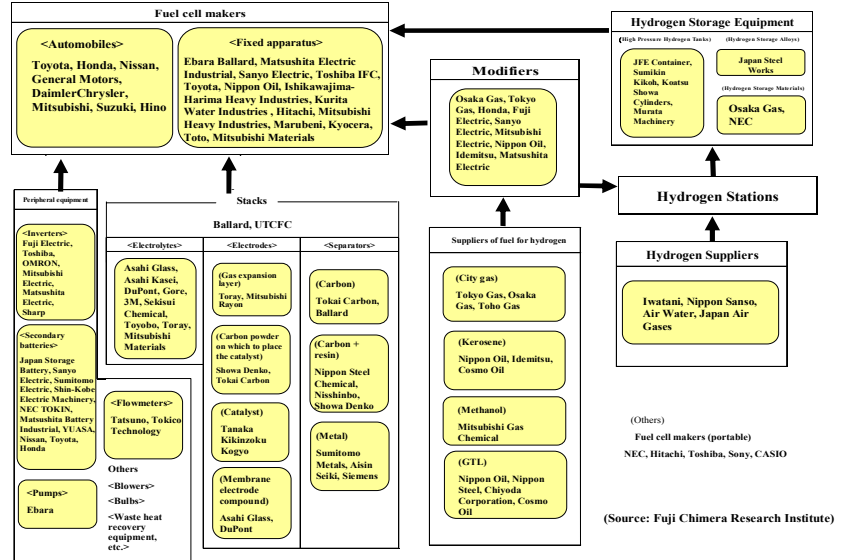 Fuel cell makers
<Automobiles>
Toyota, Honda, Nissan,
General Motors,
DaimlerChrysler,
Mitsubishi, Suzuki, Hino
<Fixed apparatus>
Ebara Ballard, Matsushita Electric
Industrial, Sanyo Electric, Toshiba IFC,
Toyota, Nippon Oil, Ishikawajima-
Harima Heavy Industries, Kurita
Water Industries , Hitachi, Mitsubishi
Heavy Industries, Marubeni, Kyocera,
Toto, Mitsubishi Materials
Modifiers
Osaka Gas, Tokyo
Gas, Honda, Fuji
Electric, Sanyo
Electric, Mitsubishi
Electric, Nippon Oil,
Idemitsu, Matsushita
Electric
Hydrogen Storage Equipment
(High Pressure Hydrogen Tanks)
JFE Container,
Sumikin
Kikoh, Koatsu
Showa
Cylinders,
Murata
Machinery
(Hydrogen Storage Alloys)
Japan Steel
Works
(Hydrogen Storage Materials)
Osaka Gas,
NEC
Hydrogen Stations
Hydrogen Suppliers
Iwatani, Nippon Sanso,
Air Water, Japan Air
Gases
Peripheral equipment
<Inverters>
Fuji Electric,
Toshiba,
OMRON,
Mitsubishi
Electric,
Matsushita
Electric,
Sharp
<Secondary
batteries>
Japan Storage
Battery, Sanyo
Electric, Sumitomo
Electric, Shin-Kobe
Electric Machinery,
NEC TOKIN,
Matsushita Battery
Industrial, YUASA,
Nissan, Toyota,
Honda
<Pumps>
Ebara
<Flowmeters>
Tatsuno, Tokico
Technology
Others
<Blowers>
<Bulbs>
<Waste heat
recovery
equipment,
etc.>
Stacks
Ballard, UTCFC
<Electrolytes>
Asahi Glass,
Asahi Kasei,
DuPont, Gore,
3M, Sekisui
Chemical,
Toyobo, Toray,
Mitsubishi
Materials
<Electrodes>
(Gas expansion
layer)
Toray, Mitsubishi
Rayon
(Carbon powder
on which to place
the catalyst)
Showa Denko,
Tokai Carbon
(Catalyst)
Tanaka
Kikinzoku
Kogyo
(Membrane
electrode
compound)
Asahi Glass,
DuPont
<Separators>
(Carbon)
Tokai Carbon,
Ballard
(Carbon +
resin)
Nippon Steel
Chemical,
Nisshinbo,
Showa Denko
(Metal)
Sumitomo
Metals, Aisin
Seiki, Siemens
Suppliers of fuel for hydrogen
(City gas)
Tokyo Gas, Osaka
Gas, Toho Gas
(Kerosene)
Nippon Oil, Idemitsu,
Cosmo Oil
(Methanol)
Mitsubishi Gas
Chemical
(GTL)
Nippon Oil, Nippon
Steel, Chiyoda
Corporation, Cosmo
Oil
(Others)
Fuel cell makers (portable)
NEC, Hitachi, Toshiba, Sony, CASIO
(Source: Fuji Chimera Research Institute)